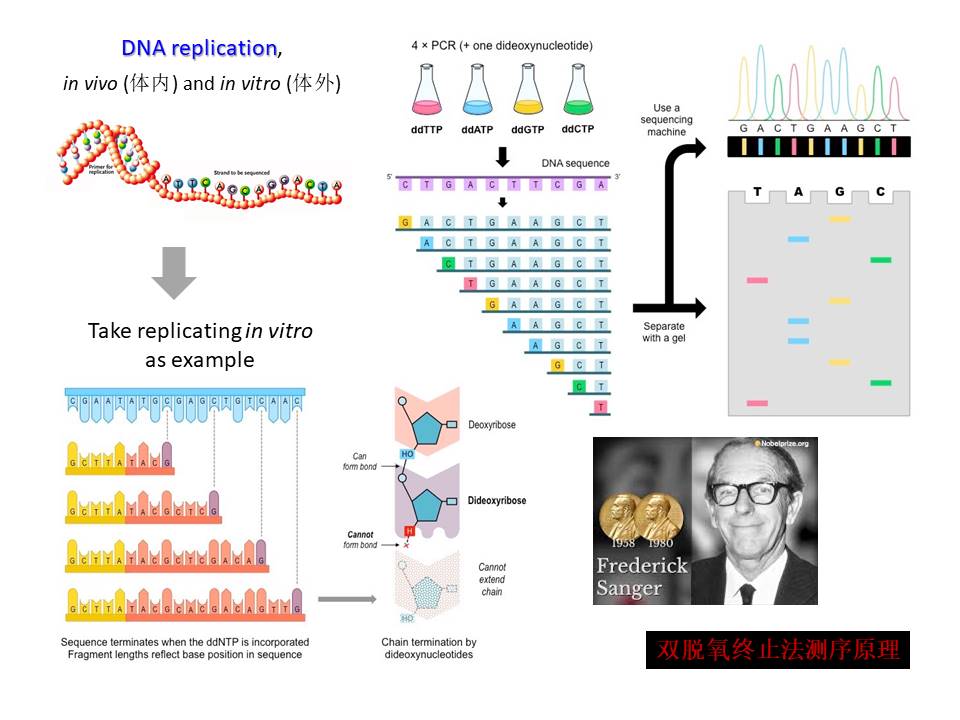 DNA replication,
in vivo (体内) and in vitro (体外)
Primer for
replication
Strand to be sequenced
A T T C A G C A G G A C T A
Take replicating in vitro
as example
C G A A T A T G C G A G C T G T C A A C
G C T T A T A C G
G C T T A T A C G C T C G
G C T T A T A C G C T C G A C A G
G C T T A T A C G C A C G A C A G T T G
Sequence terminates when the ddNTP is incorporated
Fragment lengths reflect base position in sequence
4 × PCR (+ one dideoxynucleotide)
ddTTP ddATP ddGTP ddCTP
DNA sequence
5' 3'
C T G A C T T C G A
G A C T G A A G C T
A C T G A A G C T
C T G A A G C T
T G A A G C T
G A A G C T
A A G C T
A G C T
G C T
C T
T
Use a
sequencing
machine
Separate
with a gel
G A C T G A A G C T
T A G C
Deoxyribose
HO
Can
form bond
Dideoxyribose
H
Cannot
form bond
×
Cannot
extend
chain
HO
Chain termination by
dideoxynucleotides
Nobelprize.org
1958 1980
Frederick
Sanger
双脱氧终止法测序原理